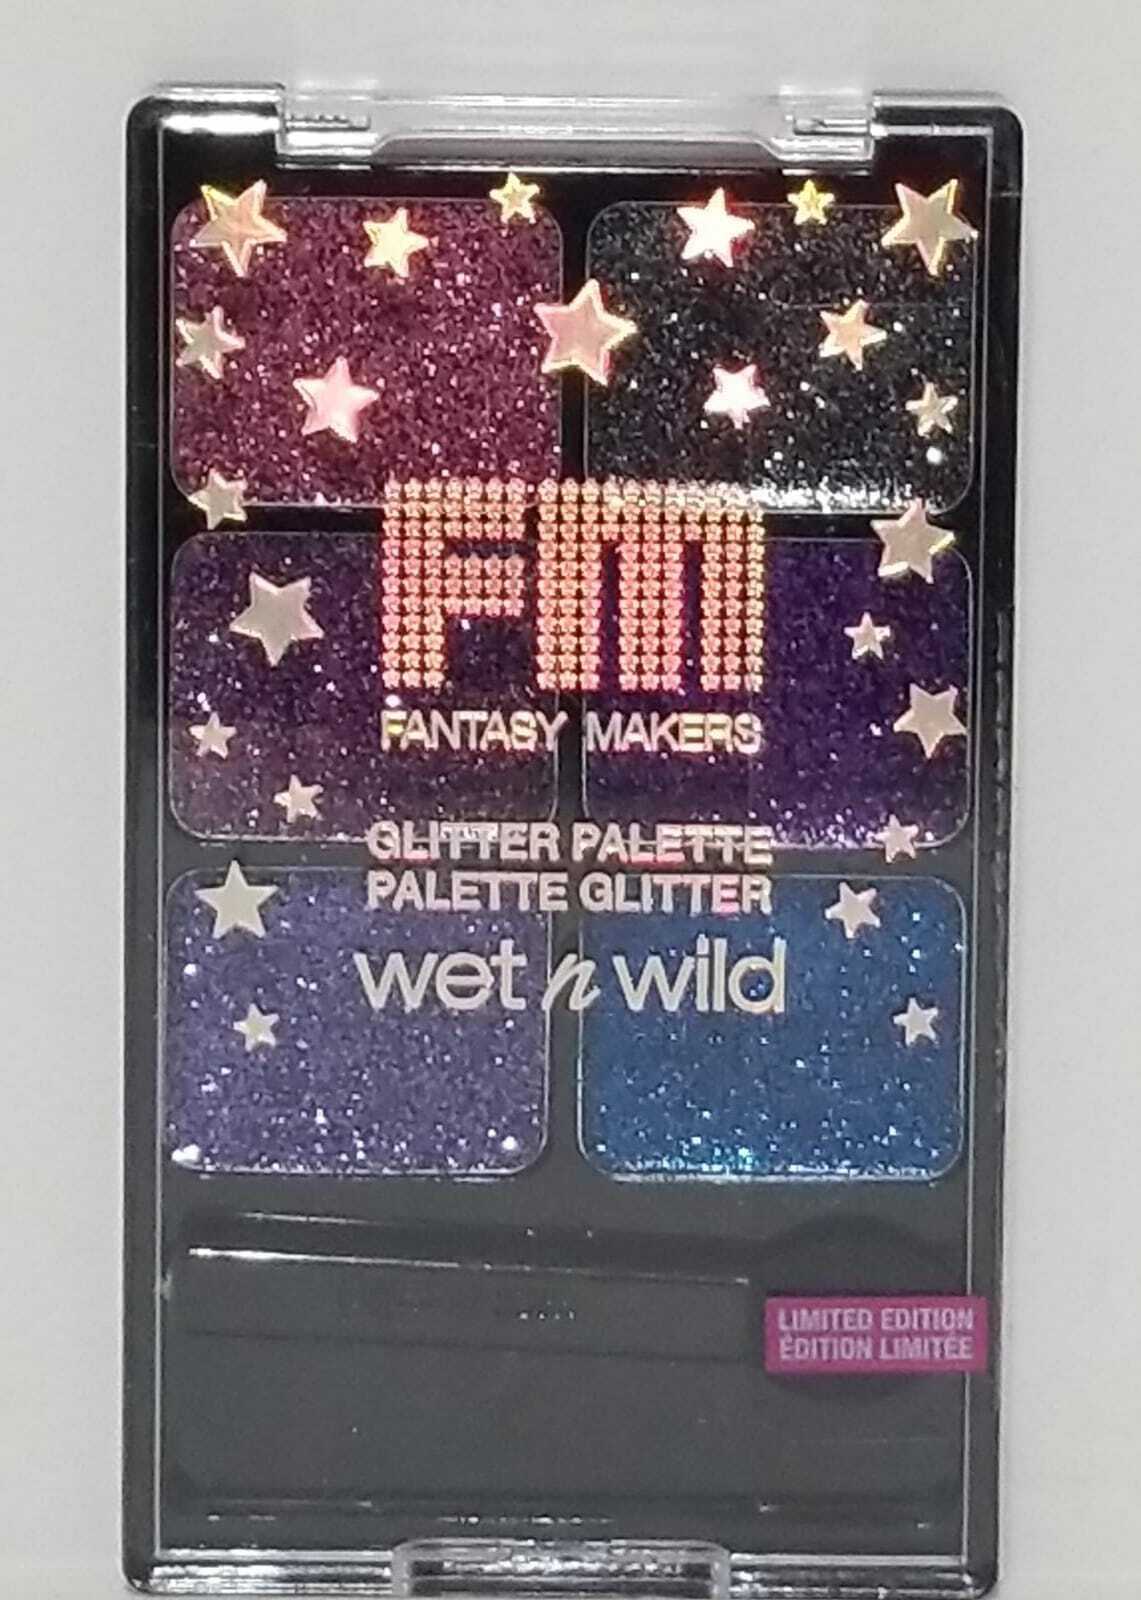 FM
FANTASY MAKERS
GLITTER PALETTE
PALETTE GLITTER
wet n wild
LIMITED EDITION
ÉDITION LIMITÉE